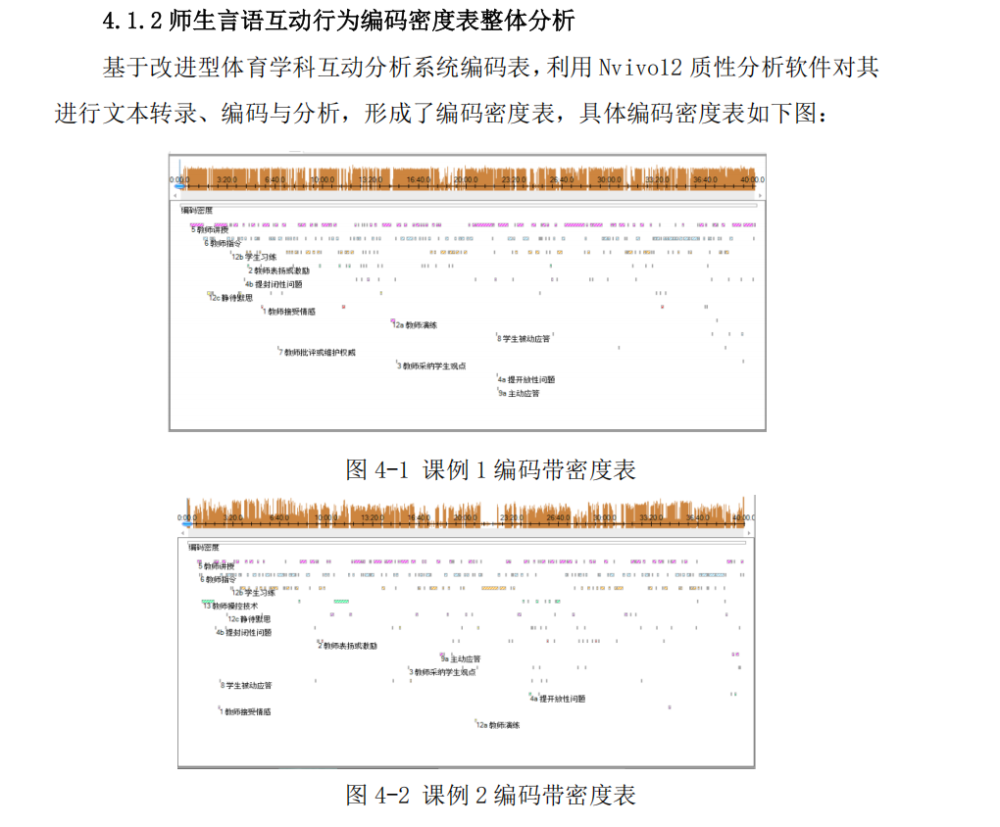 4.1.2 师生言语互动行为编码密度表整体分析
基于改进型体育学科互动分析系统编码表，利用 Nvivo12 质性分析软件对其
进行文本转录、编码与分析，形成了编码密度表，具体编码密度表如下图：
0:00.0 3:20.0 6:40.0 10:00.0 13:20.0 16:40.0 20:00.0 23:20.0 26:40.0 30:00.0 33:20.0 36:40.0 40:00.0
编码密度
5 教师讲授
6 教师指令
12b 学生习练
2 教师表扬或激励
4b 提封闭性问题
12c 静待默思
1 教师接受情感
12a 教师演练
8 学生被动应答
7 教师批评或维护权威
3 教师采纳学生观点
4a 提开放性问题
9a 主动应答
图 4-1 课例 1 编码带密度表
0:00.0 3:20.0 6:40.0 10:00.0 13:20.0 16:40.0 20:00.0 23:20.0 26:40.0 30:00.0 33:20.0 36:40.0 40:00.0
编码密度
5 教师讲授
6 教师指令
12b 学生习练
13 教师操控技术
12c 静待默思
4b 提封闭性问题
2 教师表扬或激励
9a 主动应答
3 教师采纳学生观点
8 学生被动应答
4a 提开放性问题
1 教师接受情感
12a 教师演练
图 4-2 课例 2 编码带密度表